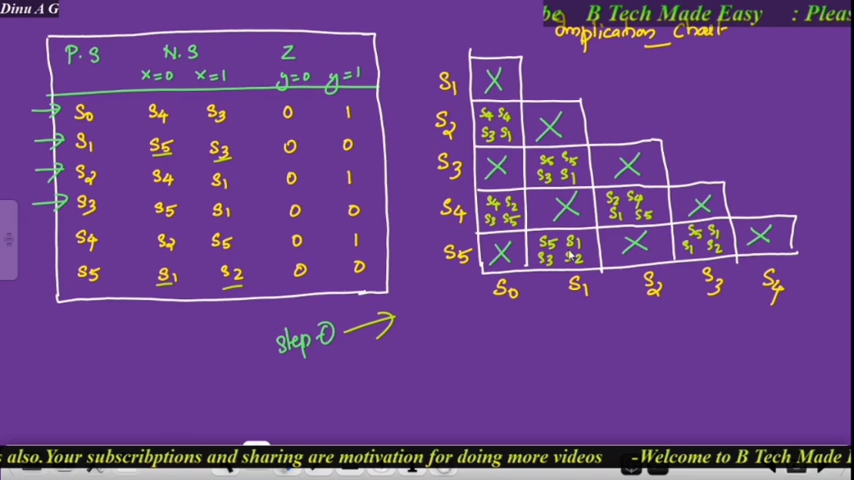 Dinu A G
be B Tech Made Easy : Pleas
Implication Chart
P.S N.S Z
x=0 x=1 y=0 y=1
S0 S4 S3 0 1
S1 S5 S3 0 0
S2 S4 S1 0 1
S3 S5 S1 0 0
S4 S2 S5 0 1
S5 S1 S2 0 0
S1 X
S2 S4 S4 X
S3 S1
S3 X S5 S5 X
S3 S1
S4 S4 S2 X S2 S4 X
S3 S5 S1 S5
S5 X S5 S1 X S5 S1 X
S3 S2 S1 S2
S0 S1 S2 S3 S4
step-0
s also.Your subscribptions and sharing are motivation for doing more videos -Welcome to B Tech Made E